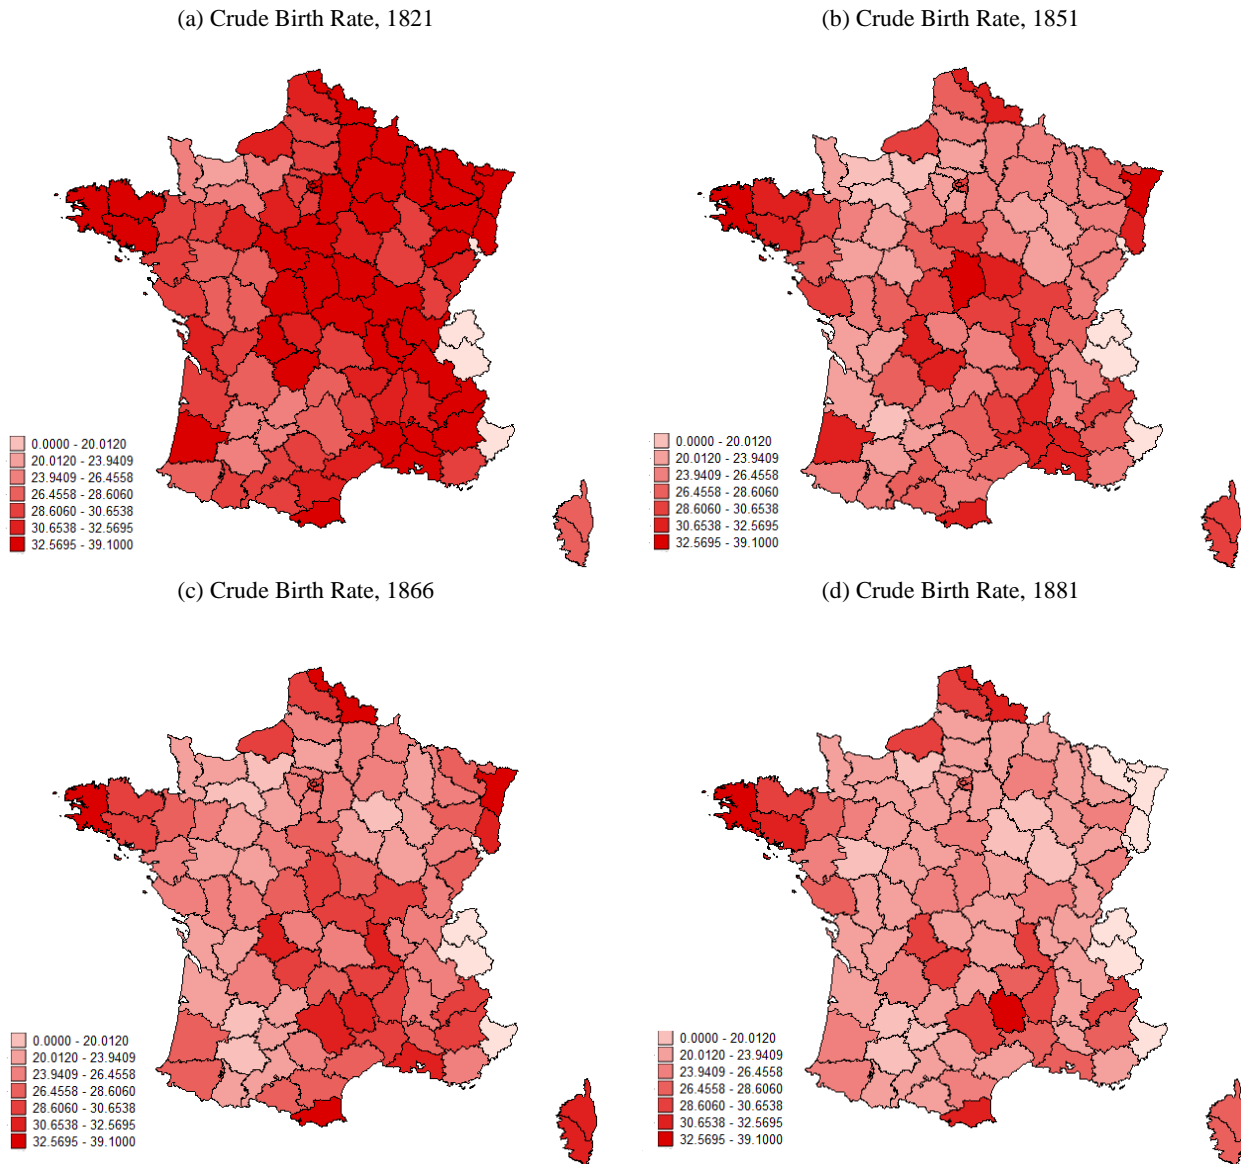 (a) Crude Birth Rate, 1821
(b) Crude Birth Rate, 1851
0.0000 - 20.0120
20.0120 - 23.9409
23.9409 - 26.4558
26.4558 - 28.6060
28.6060 - 30.6538
30.6538 - 32.5695
32.5695 - 39.1000
0.0000 - 20.0120
20.0120 - 23.9409
23.9409 - 26.4558
26.4558 - 28.6060
28.6060 - 30.6538
30.6538 - 32.5695
32.5695 - 39.1000
(c) Crude Birth Rate, 1866
(d) Crude Birth Rate, 1881
0.0000 - 20.0120
20.0120 - 23.9409
23.9409 - 26.4558
26.4558 - 28.6060
28.6060 - 30.6538
30.6538 - 32.5695
32.5695 - 39.1000
0.0000 - 20.0120
20.0120 - 23.9409
23.9409 - 26.4558
26.4558 - 28.6060
28.6060 - 30.6538
30.6538 - 32.5695
32.5695 - 39.1000